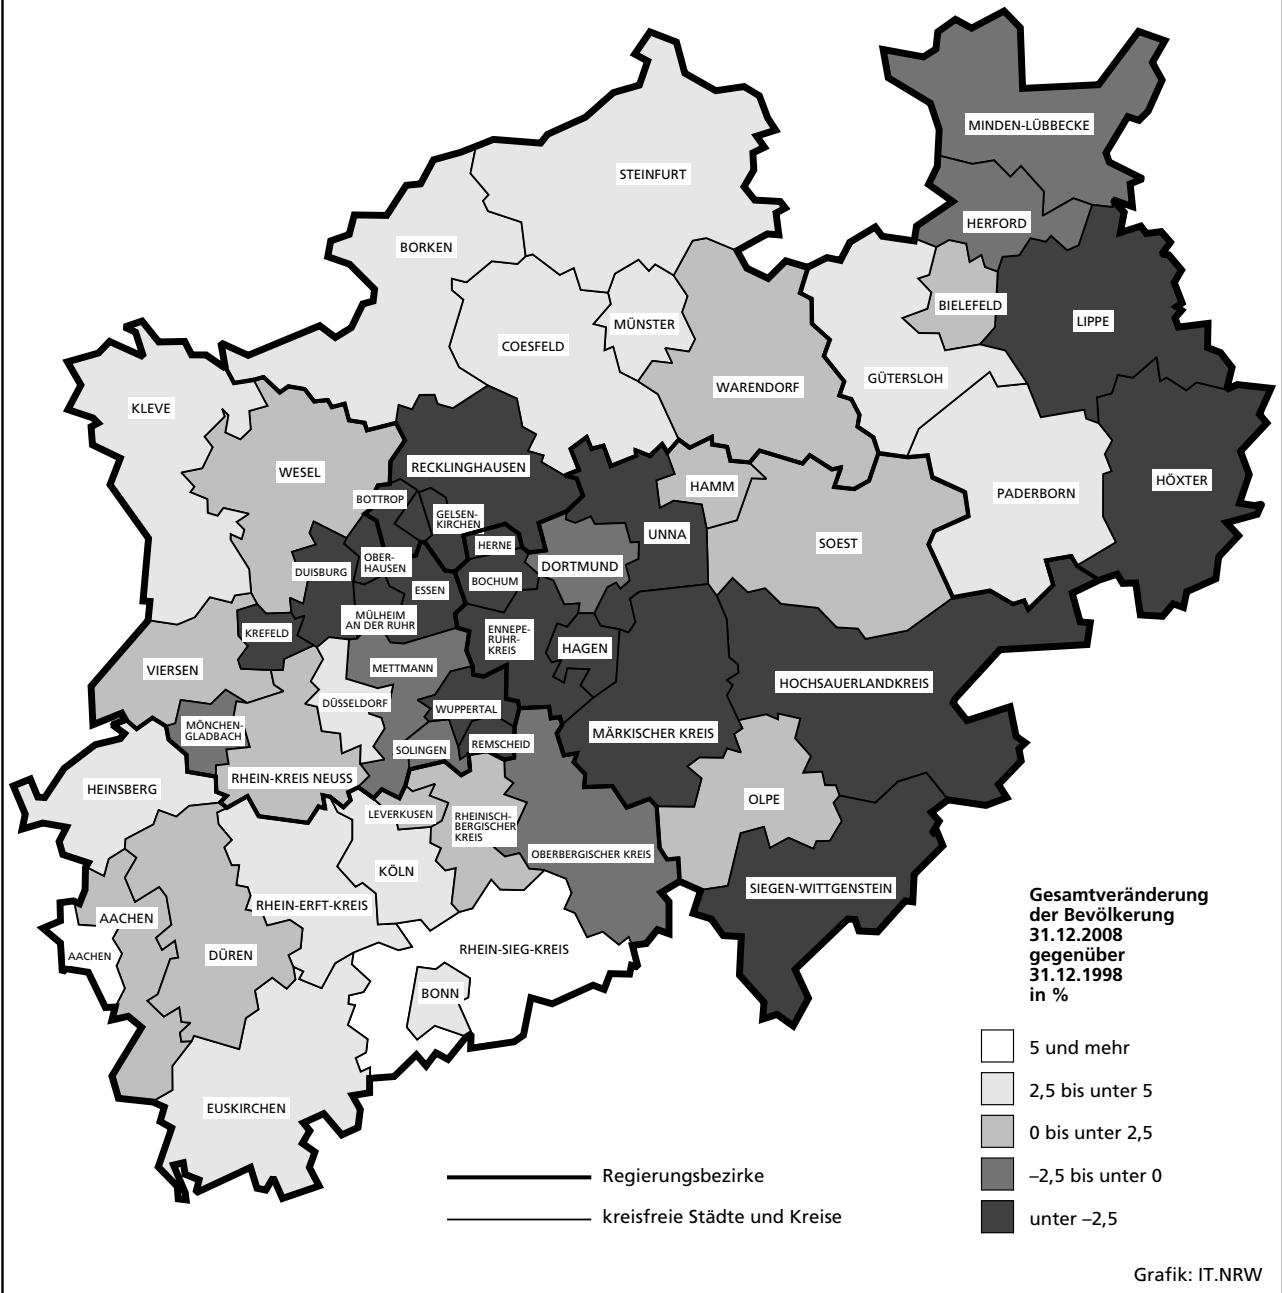 MINDEN-LÜBBECKE
STEINFURT
HERFORD
BORKEN
BIELEFELD
LIPPE
MÜNSTER
COESFELD
GÜTERSLOH
WARENDORF
KLEVE
RECKLINGHAUSEN
WESEL
HÖXTER
HAMM
PADERBORN
BOTTROP
GELSEN-
KIRCHEN
UNNA
SOEST
HERNE
OBER-
HAUSEN
DORTMUND
DUISBURG
BOCHUM
ESSEN
MÜLHEIM
AN DER RUHR
KREFELD
ENNEPE-
RUHR-
KREIS
HAGEN
VIERSEN
METTMANN
HOCHSAUERLANDKREIS
DÜSSELDORF
WUPPERTAL
MÖNCHEN-
GLADBACH
MÄRKISCHER KREIS
SOLINGEN
REMSCHEID
RHEIN-KREIS NEUSS
HEINSBERG
OLPE
LEVERKUSEN
RHEINISCH-
BERGISCHER
KREIS
OBERBERGISCHER KREIS
KÖLN
SIEGEN-WITTGENSTEIN
RHEIN-ERFT-KREIS
AACHEN
RHEIN-SIEG-KREIS
AACHEN
DÜREN
BONN
EUSKIRCHEN
Gesamtveränderung
der Bevölkerung
31.12.2008
gegenüber
31.12.1998
in %
5 und mehr
2,5 bis unter 5
0 bis unter 2,5
–2,5 bis unter 0
unter –2,5
Regierungsbezirke
kreisfreie Städte und Kreise
Grafik: IT.NRW